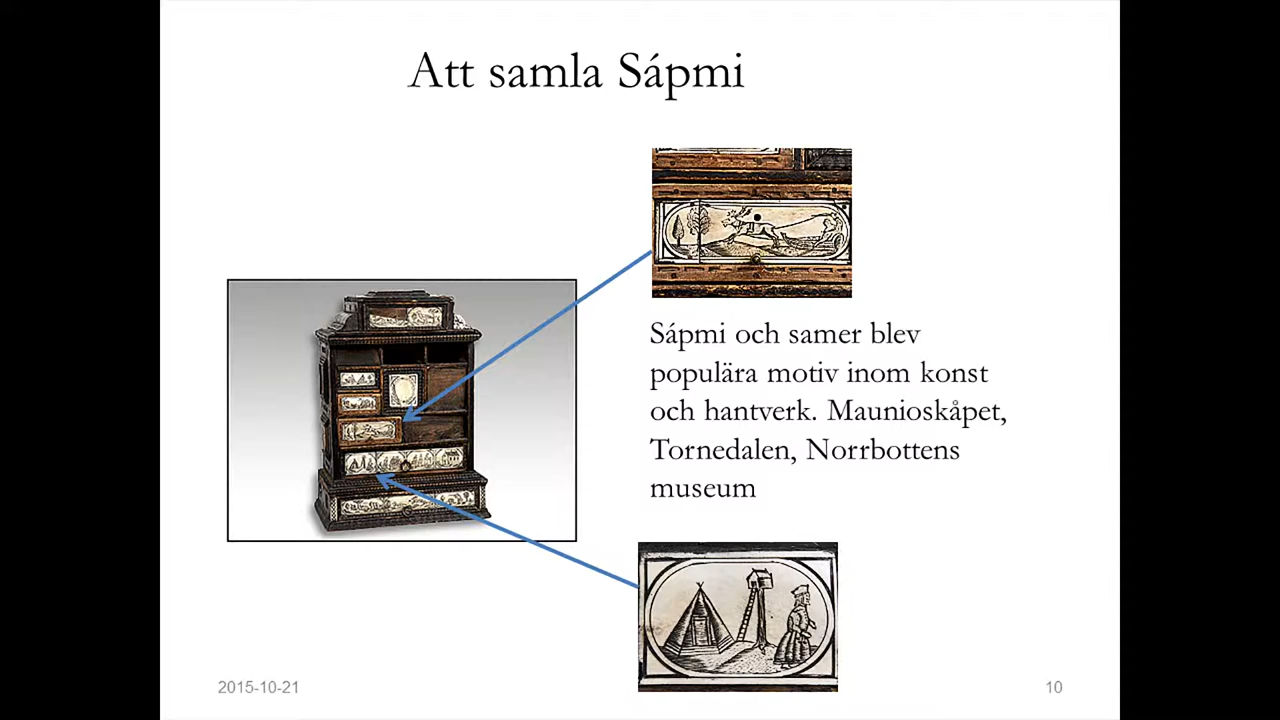 Att samla Sápmi
Sápmi och samer blev
populära motiv inom konst
och hantverk. Maunioskåpet,
Tornedalen, Norrbottens
museum
2015-10-21
10